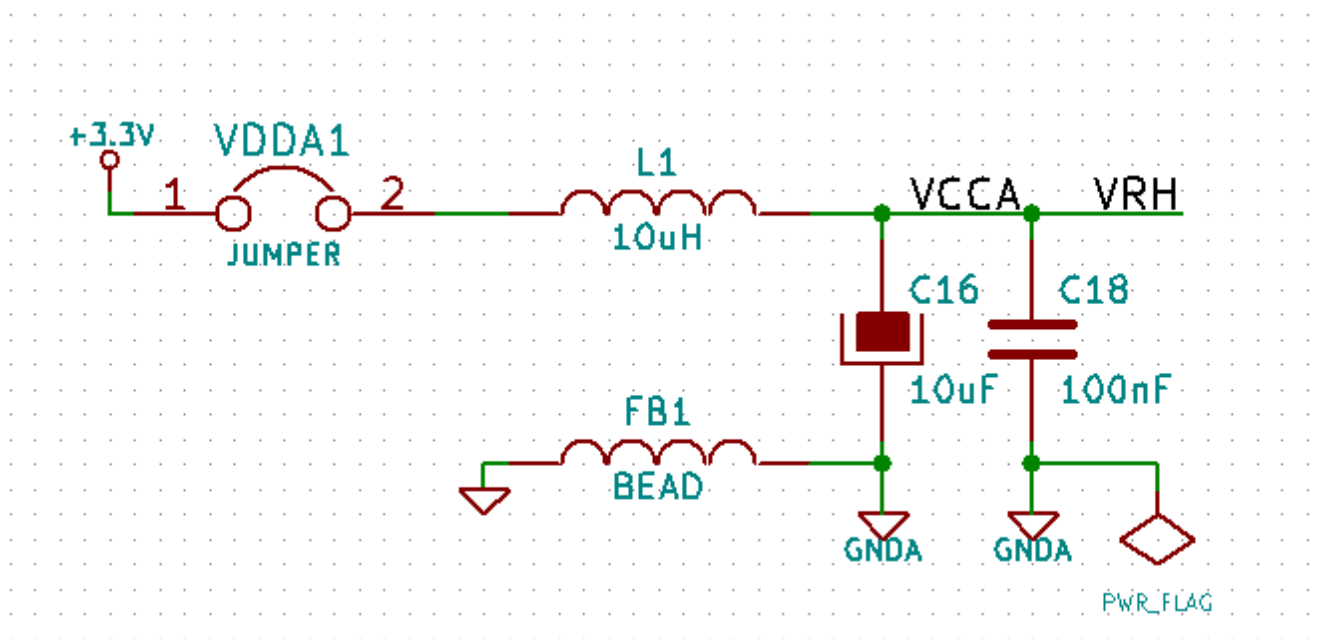 +3.3V
VDDA1
1
2
JUMPER
L1
10uH
VCCA
VRH
C16
C18
10uF
100nF
FB1
BEAD
GNDA
GNDA
PWR_FLAG